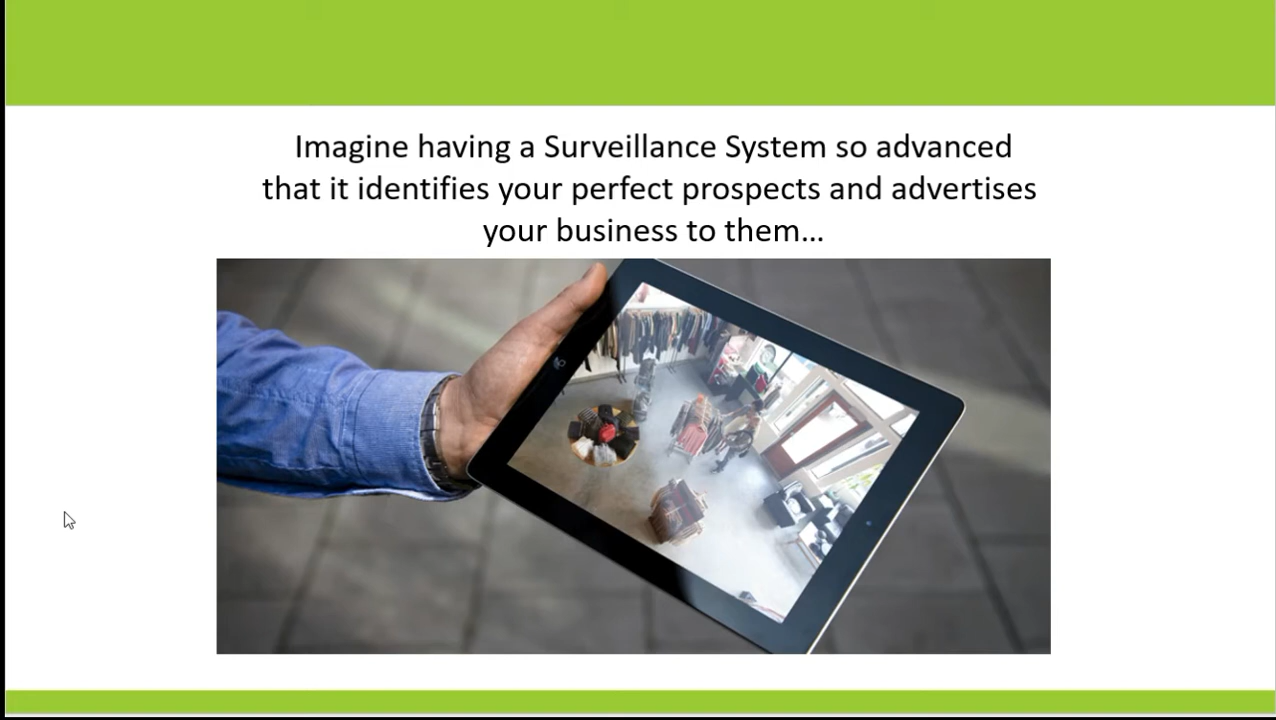 Imagine having a Surveillance System so advanced
that it identifies your perfect prospects and advertises
your business to them...